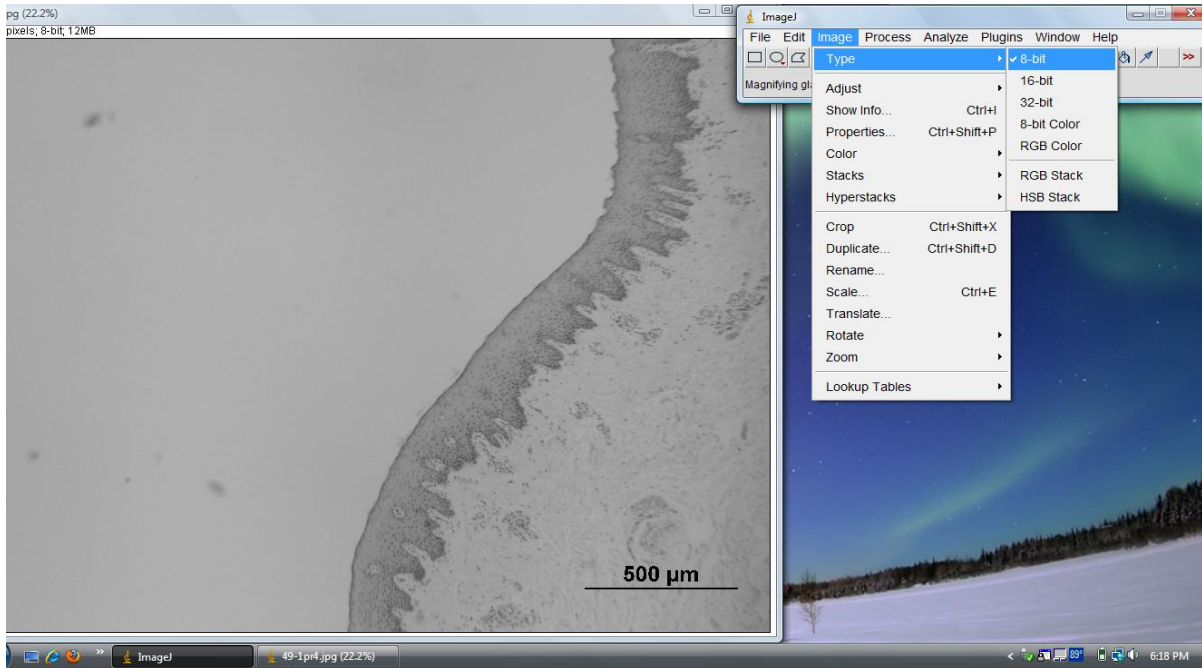 pg (22.2%)
pixels; 8-bit; 12MB
500 µm
ImageJ
File Edit Image Process Analyze Plugins Window Help
>>
Magnifying gl
Type
Adjust
Show Info... Ctrl+I
Properties... Ctrl+Shift+P
Color
Stacks
Hyperstacks
Crop Ctrl+Shift+X
Duplicate... Ctrl+Shift+D
Rename...
Scale... Ctrl+E
Translate...
Rotate
Zoom
Lookup Tables
8-bit
16-bit
32-bit
8-bit Color
RGB Color
RGB Stack
HSB Stack
ImageJ
49-1pr4.jpg (22.2%)
89°
6:18 PM